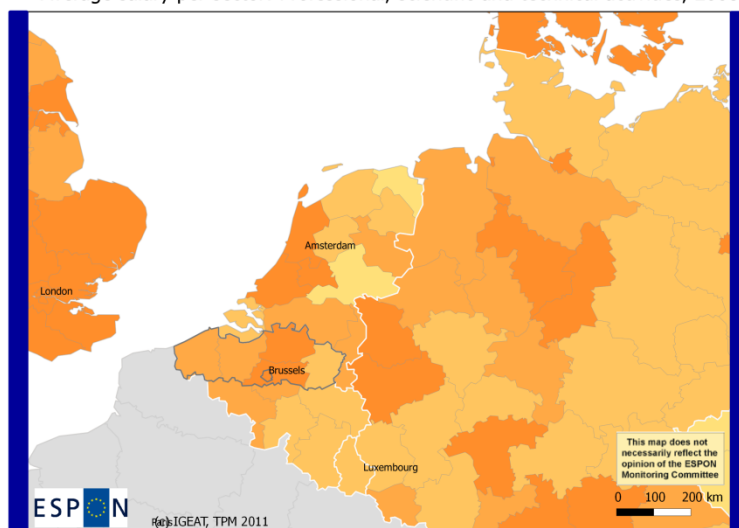 Amsterdam
London
Brussels
Luxembourg
This map does not
necessarily reflect the
opinion of the ESPON
Monitoring Committee
0 100 200 km
ESPON
IGEAT, TPM 2011